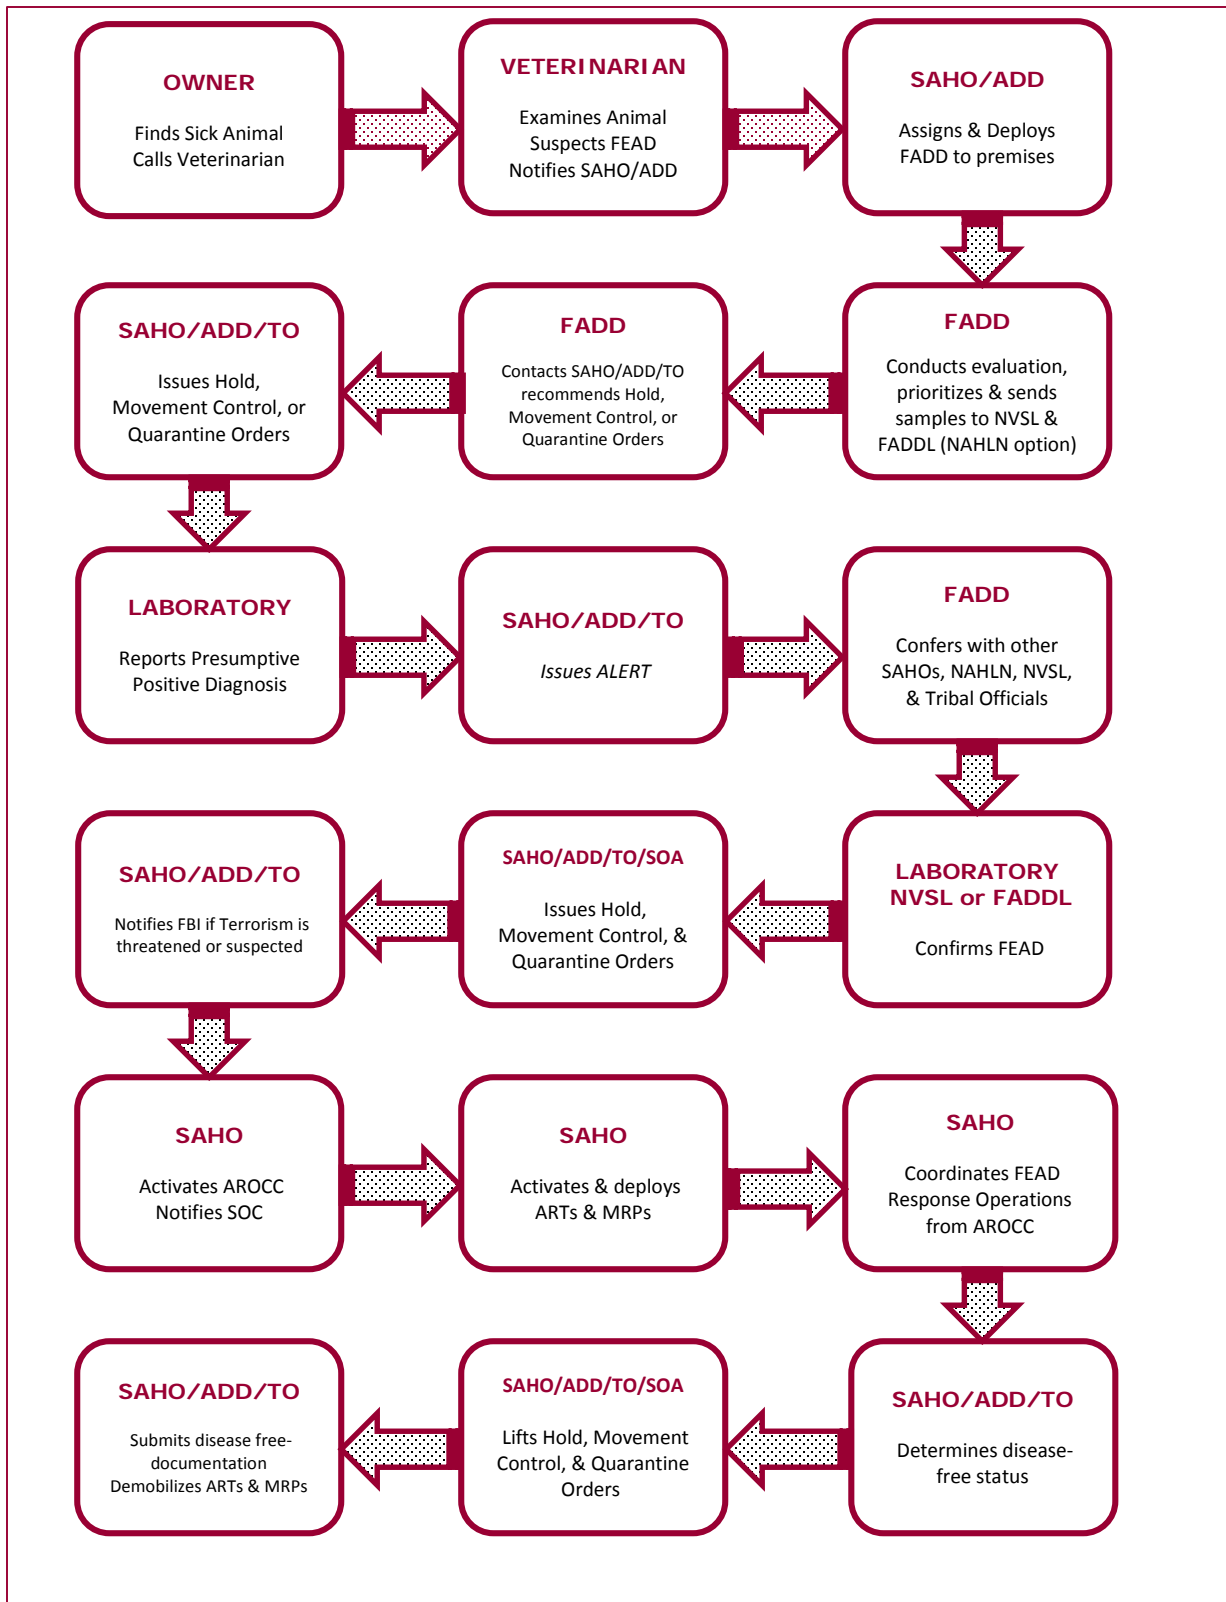 OWNER
Finds Sick Animal
Calls Veterinarian
VETERINARIAN
Examines Animal
Suspects FEAD
Notifies SAHO/ADD
SAHO/ADD
Assigns & Deploys
FADD to premises
FADD
Conducts evaluation,
prioritizes & sends
samples to NVSL &
FADDL (NAHLN option)
FADD
Contacts SAHO/ADD/TO
recommends Hold,
Movement Control, or
Quarantine Orders
SAHO/ADD/TO
Issues Hold,
Movement Control, or
Quarantine Orders
LABORATORY
Reports Presumptive
Positive Diagnosis
SAHO/ADD/TO
Issues ALERT
FADD
Confers with other
SAHOs, NAHLN, NVSL,
& Tribal Officials
LABORATORY
NVSL or FADDL
Confirms FEAD
SAHO/ADD/TO/SOA
Issues Hold,
Movement Control, &
Quarantine Orders
SAHO/ADD/TO
Notifies FBI if Terrorism is
threatened or suspected
SAHO
Activates AROCC
Notifies SOC
SAHO
Activates & deploys
ARTs & MRPs
SAHO
Coordinates FEAD
Response Operations
from AROCC
SAHO/ADD/TO
Determines disease-
free status
SAHO/ADD/TO/SOA
Lifts Hold, Movement
Control, & Quarantine
Orders
SAHO/ADD/TO
Submits disease free-
documentation
Demobilizes ARTs & MRPs